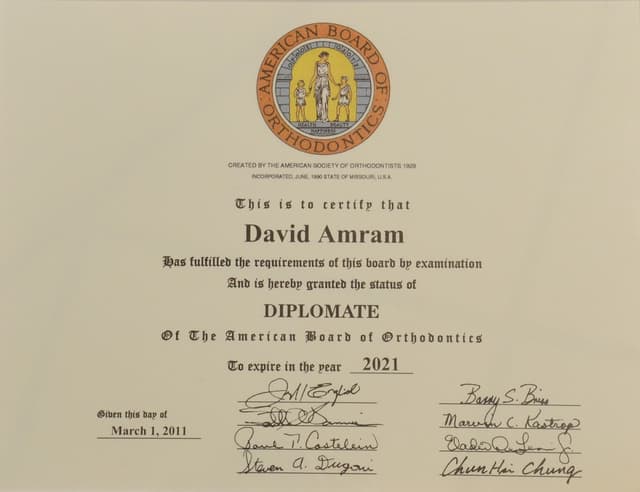 AMERICAN BOARD OF ORTHODONTICS
HEALTH BEAUTY
HAPPINESS
CREATED BY THE AMERICAN SOCIETY OF ORTHODONTISTS 1929
INCORPORATED, JUNE, 1990 STATE OF MISSOURI, U.S.A.
This is to certify that
David Amram
Has fulfilled the requirements of this board by examination
And is hereby granted the status of
DIPLOMATE
Of The American Board of Orthodontics
To expire in the year 2021
Given this day of
March 1, 2011
Barry S. Briss
Marvin C. Kastrop
Paul T. Castelein
Steven A. Dugoni
Chun Hsi Chung